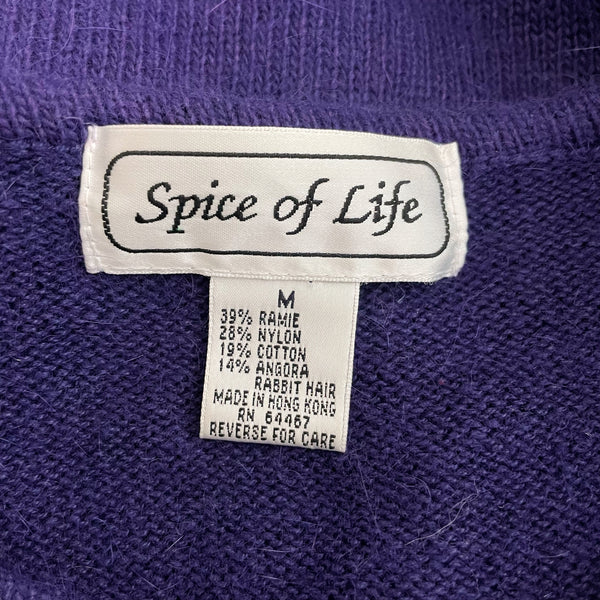 Spice of Life
M
39% RAMIE
28% NYLON
19% COTTON
14% ANGORA
RABBIT HAIR
MADE IN HONG KONG
RN 64467
REVERSE FOR CARE